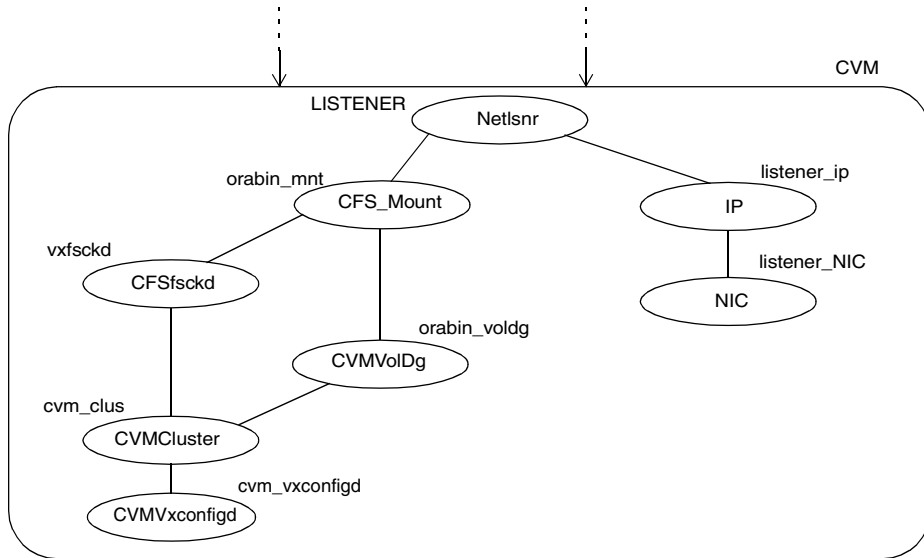 CVM
LISTENER
Netlsnr
orabin_mnt
CFS_Mount
listener_ip
IP
vxfsckd
CFSfsckd
listener_NIC
NIC
orabin_voldg
CVMVolDg
cvm_clus
CVMCluster
cvm_vxconfigd
CVMVxconfigd